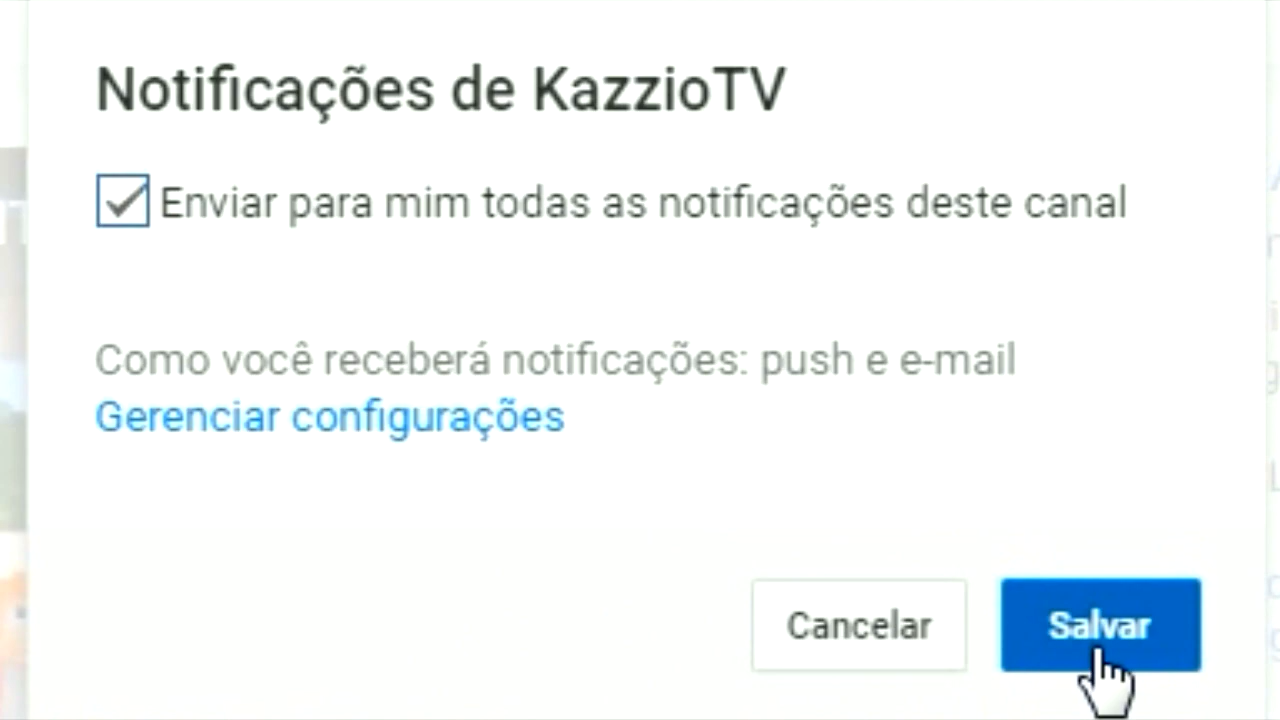 Notificações de KazzioTV
Enviar para mim todas as notificações deste canal
Como você receberá notificações: push e e-mail
Gerenciar configurações
Cancelar
Salvar